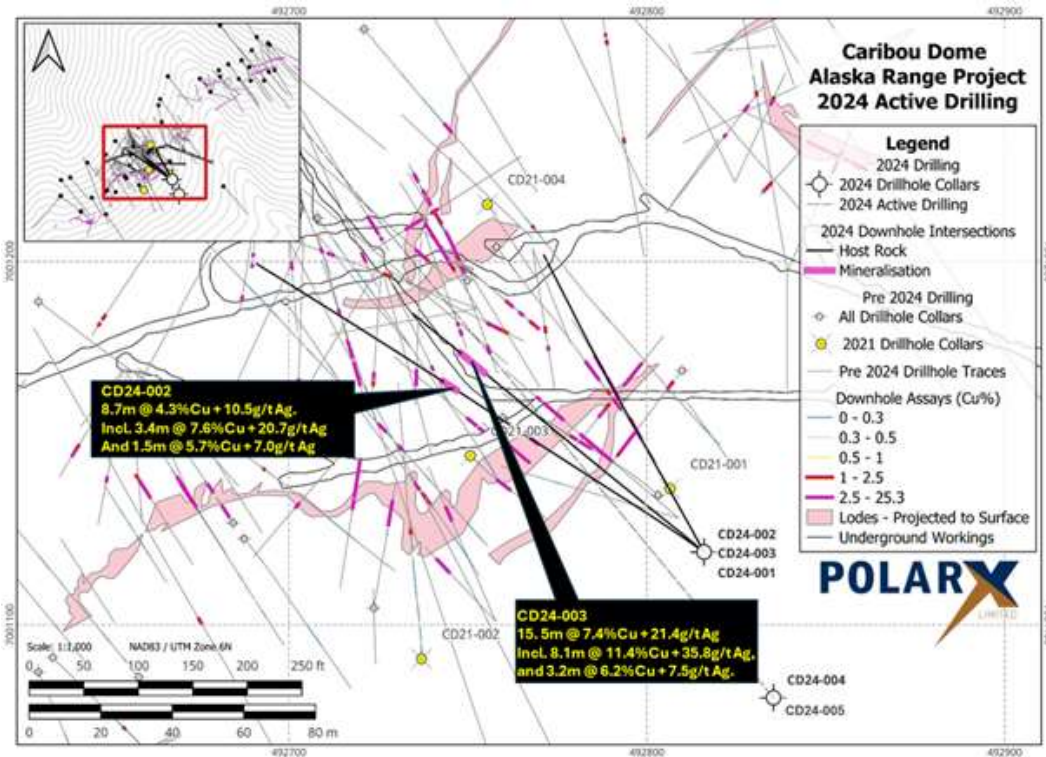 492700
492800
492900
Caribou Dome
Alaska Range Project
2024 Active Drilling
Legend
2024 Drilling
2024 Drillhole Collars
2024 Active Drilling
2024 Downhole Intersections
Host Rock
Mineralisation
Pre 2024 Drilling
All Drillhole Collars
2021 Drillhole Collars
Pre 2024 Drillhole Traces
Downhole Assays (Cu%)
0 - 0.3
0.3 - 0.5
0.5 - 1
1 - 2.5
2.5 - 25.3
Lodes - Projected to Surface
Underground Workings
CD21-004
7001200
CD24-002
8.7m @ 4.3%Cu + 10.5g/t Ag.
Incl. 3.4m @ 7.6%Cu + 20.7g/t Ag
And 1.5m @ 5.7%Cu + 7.0g/t Ag
CD21-003
CD21-001
CD24-002
CD24-003
CD24-001
POLARX
LIMITED
CD24-003
15.5m @ 7.4%Cu + 21.4g/t Ag
Incl. 8.1m @ 11.4%Cu + 35.8g/t Ag,
and 3.2m @ 6.2%Cu + 7.5g/t Ag.
7001100
CD21-002
CD24-004
CD24-005
Scale: 1:1,000
NAD83 / UTM Zone 6N
0 50 100 150 200 250 ft
0 20 40 60 80 m
492700
492800
492900